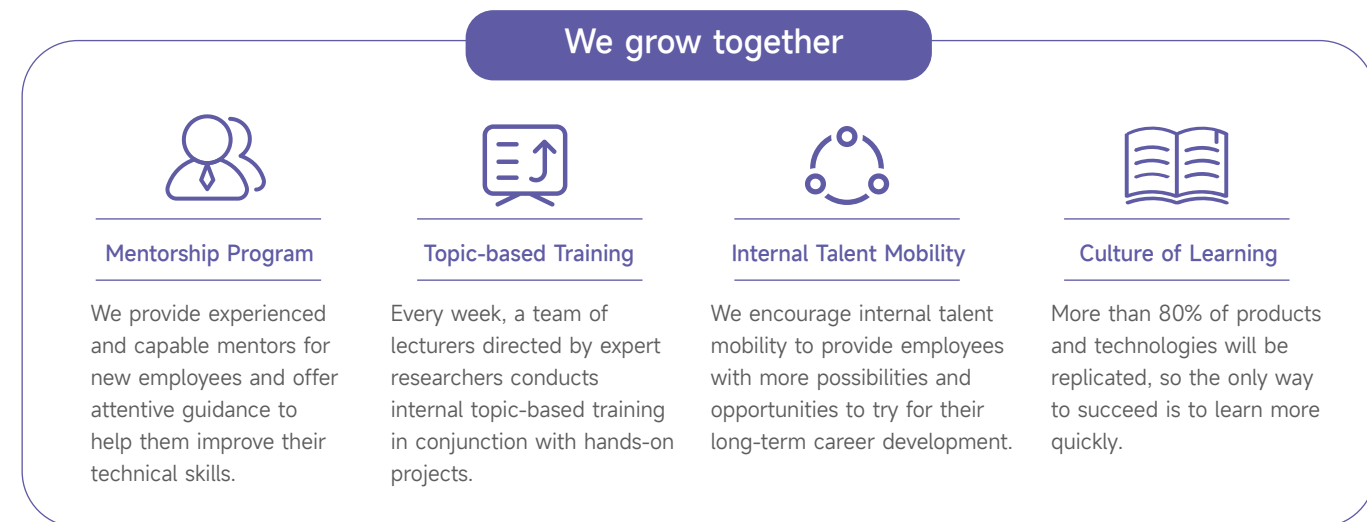 We grow together
Mentorship Program
We provide experienced
and capable mentors for
new employees and offer
attentive guidance to
help them improve their
technical skills.
Topic-based Training
Every week, a team of
lecturers directed by expert
researchers conducts
internal topic-based training
in conjunction with hands-on
projects.
Internal Talent Mobility
We encourage internal talent
mobility to provide employees
with more possibilities and
opportunities to try for their
long-term career development.
Culture of Learning
More than 80% of products
and technologies will be
replicated, so the only way
to succeed is to learn more
quickly.